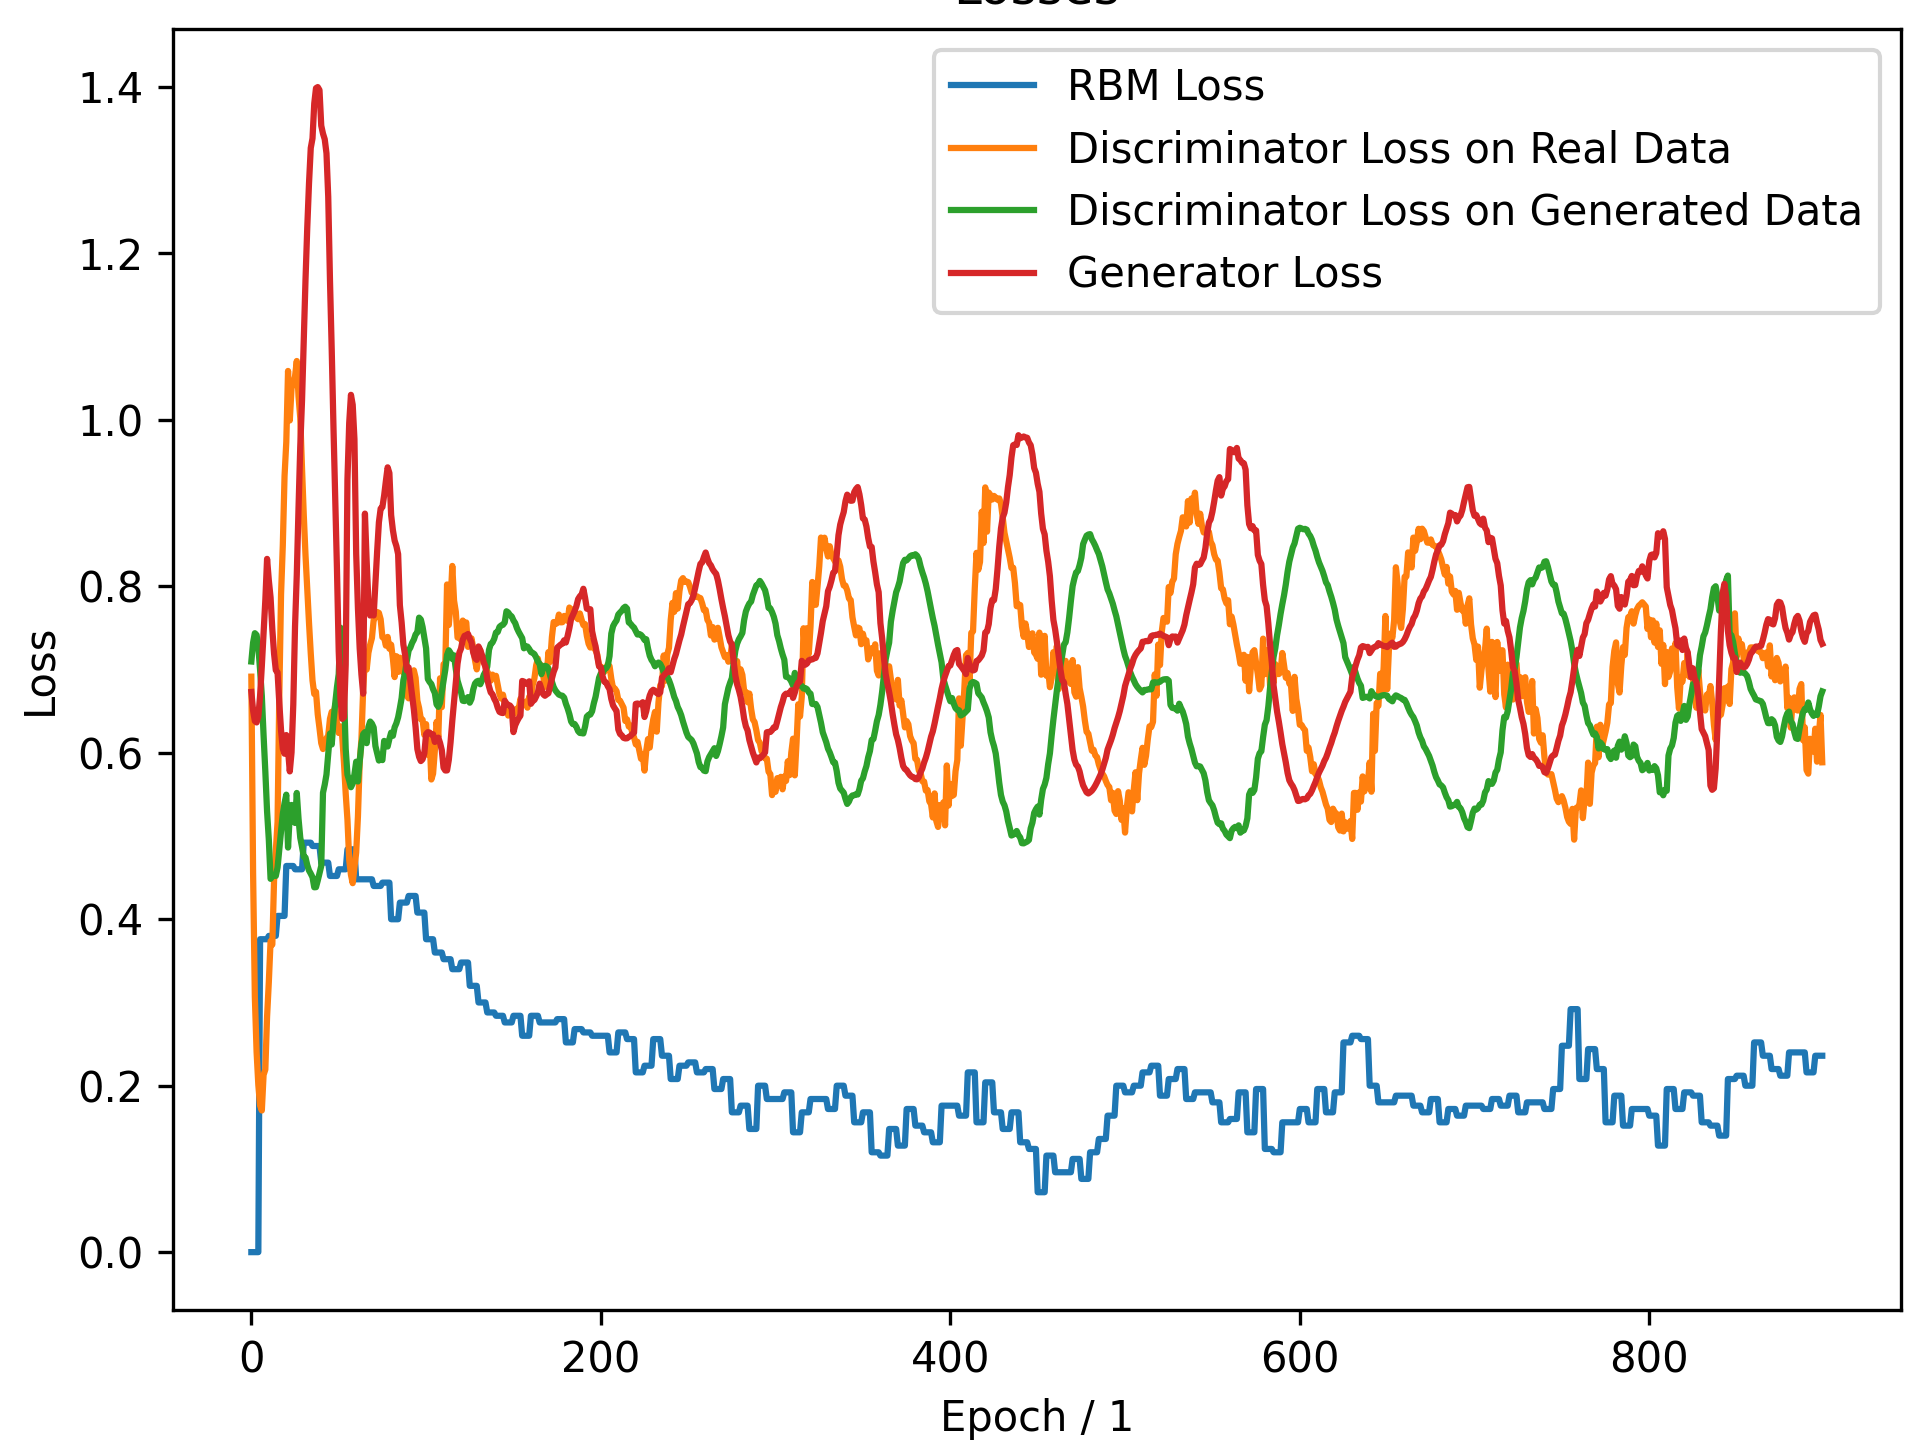 Losses
1.4
1.2
1.0
0.8
0.6
0.4
0.2
0.0
Loss
RBM Loss
Discriminator Loss on Real Data
Discriminator Loss on Generated Data
Generator Loss
0 200 400 600 800
Epoch / 1